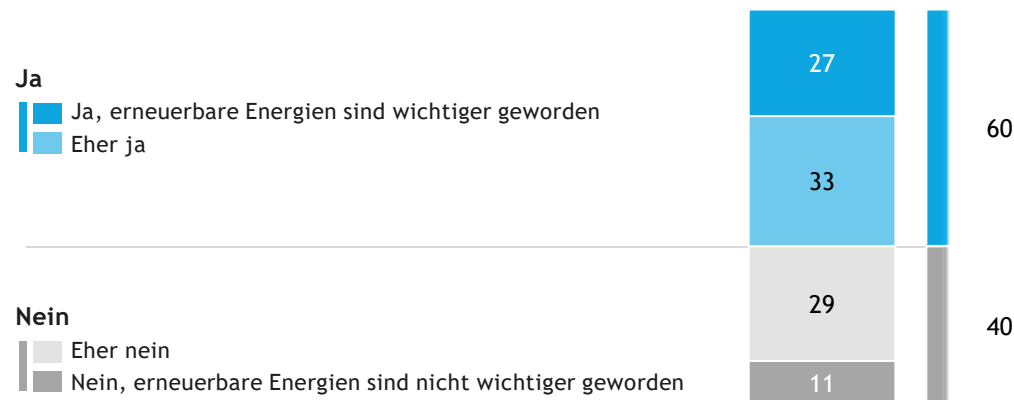 Ja
Ja, erneuerbare Energien sind wichtiger geworden
Eher ja
27
33
60
Nein
Eher nein
Nein, erneuerbare Energien sind nicht wichtiger geworden
29
11
40